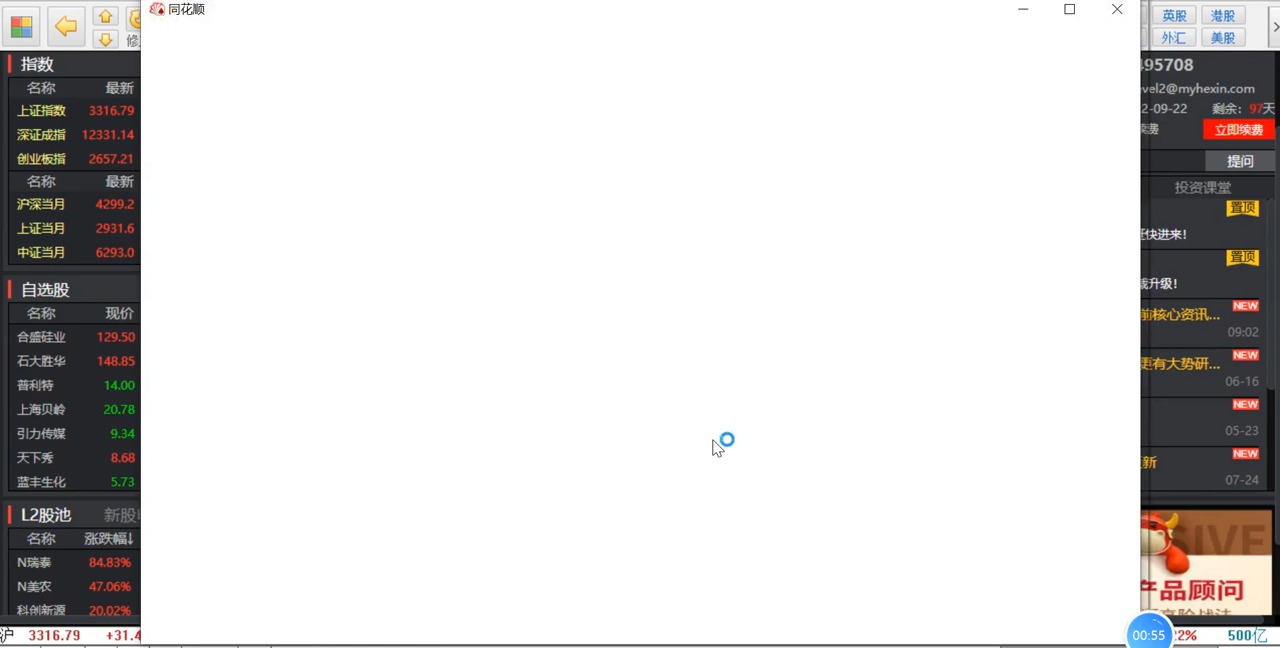 同花顺
英股 港股
外汇 美股
指数
名称 最新
上证指数 3316.79
深证成指 12331.14
创业板指 2657.21
名称 最新
沪深当月 4299.2
上证当月 2931.6
中证当月 6293.0
自选股
名称 现价
合盛硅业 129.50
石大胜华 148.85
普利特 14.00
上海贝岭 20.78
引力传媒 9.34
天下秀 8.68
蓝丰生化 5.73
L2股池 新股
名称 涨跌幅↓
N瑞泰 84.83%
N美农 47.06%
科创新源 20.02%
沪 3316.79 +31.4
495708
vel2@myhexin.com
2-09-22 剩余: 97天
续费 立即续费
提问
投资课堂
置顶
快进来!
置顶
升级!
NEW
前核心资讯...
09:02
NEW
更有大势研...
06-16
NEW
05-23
NEW
新
07-24
SIVE
产品顾问
00:55
22% 500亿